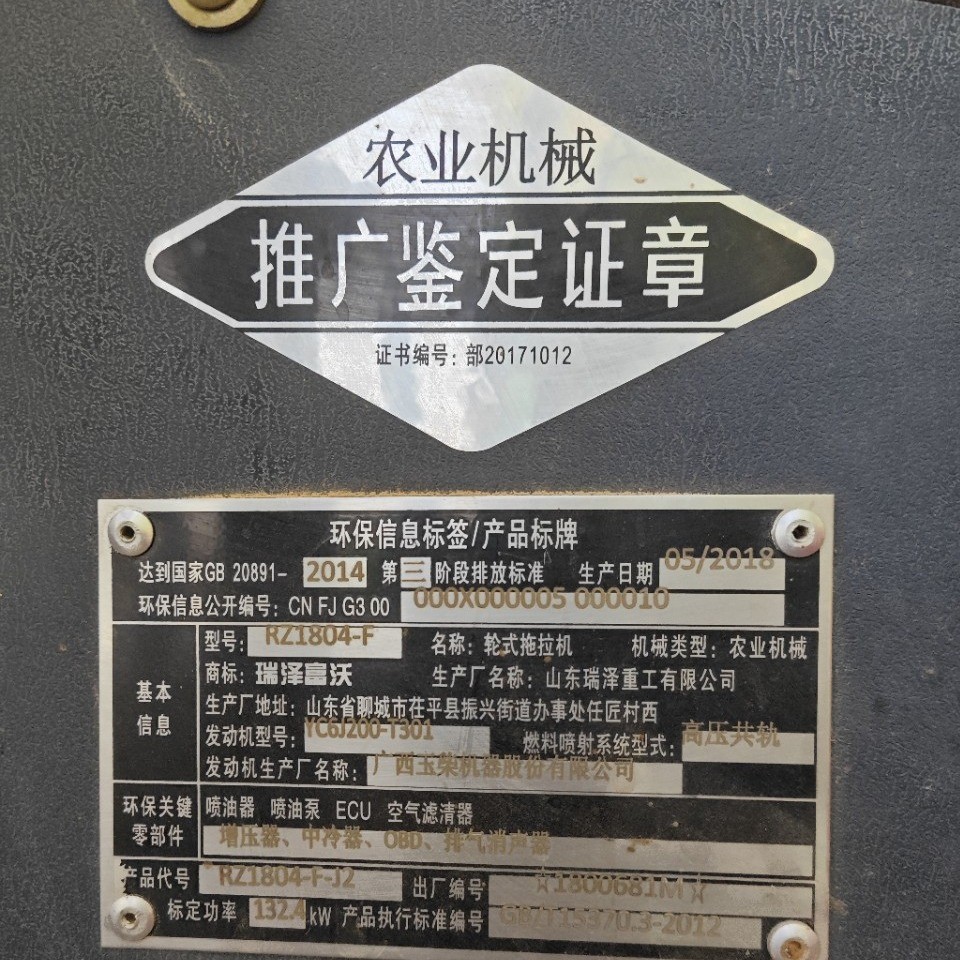 农业机械
推广鉴定证章
证书编号：部20171012
环保信息标签/产品标牌
达到国家GB 20891- 2014 第三阶段排放标准 生产日期 05/2018
环保信息公开编号：CN FJ G3 00 000X000005 000010
基本信息
型号：RZ1804-F 名称：轮式拖拉机 机械类型：农业机械
商标：瑞泽富沃 生产厂名称：山东瑞泽重工有限公司
生产厂地址：山东省聊城市茌平县振兴街道办事处任匠村西
发动机型号：YC6J200-T301 燃料喷射系统型式：高压共轨
发动机生产厂名称：广西玉柴机器股份有限公司
环保关键零部件
喷油器 喷油泵 ECU 空气滤清器
增压器、中冷器、OBD、排气消声器
产品代号 RZ1804-F-J2 出厂编号 ☆1800681M☆
标定功率 132.4 kW 产品执行标准编号 GB/T15370.3-2012